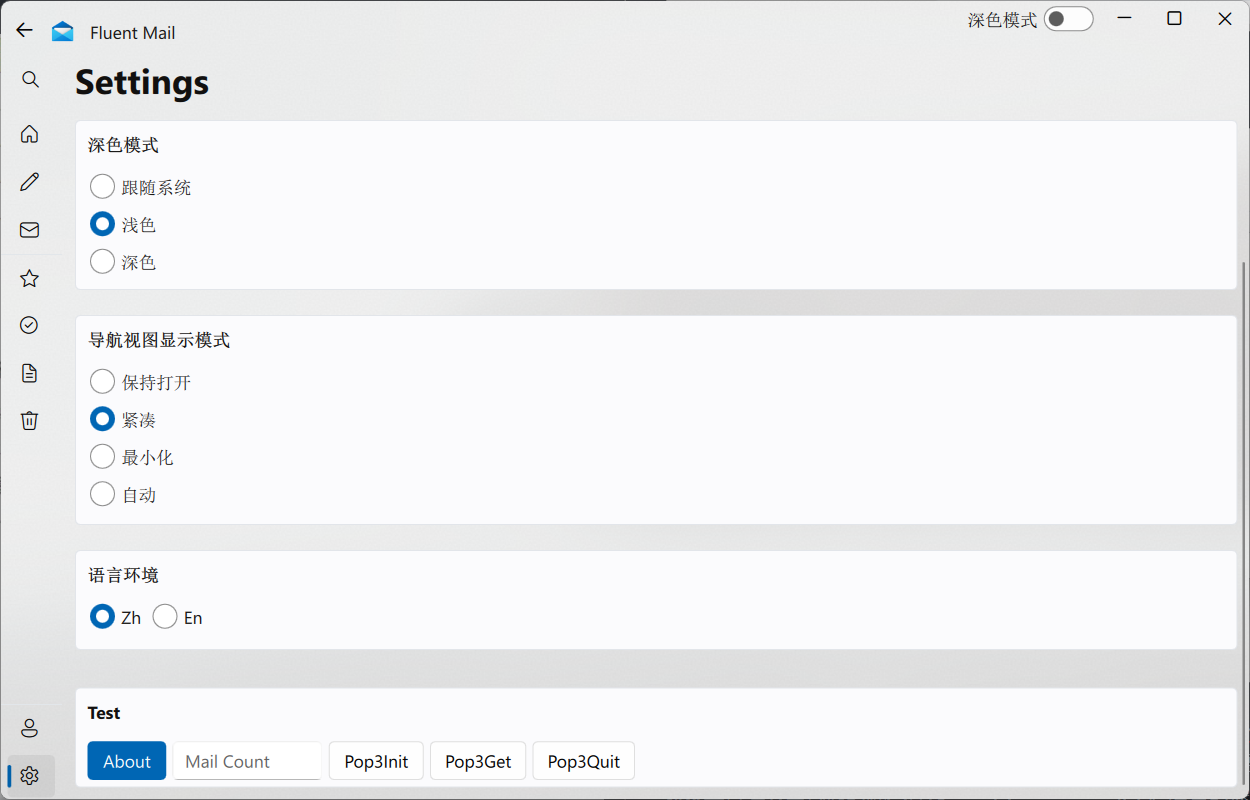 Fluent Mail
深色模式
Settings
深色模式
跟随系统
浅色
深色
导航视图显示模式
保持打开
紧凑
最小化
自动
语言环境
Zh En
Test
About Mail Count Pop3Init Pop3Get Pop3Quit